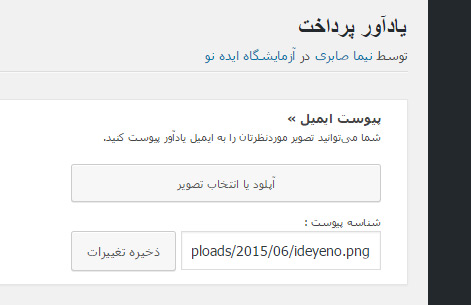 یادآور پرداخت
توسط نیما صابری در آزمایشگاه ایده نو
پیوست ایمیل »
شما می‌توانید تصویر موردنظرتان را به ایمیل یادآور پیوست کنید.
آپلود یا انتخاب تصویر
شناسه پیوست :
ploads/2015/06/ideyeno.png
ذخیره تغییرات